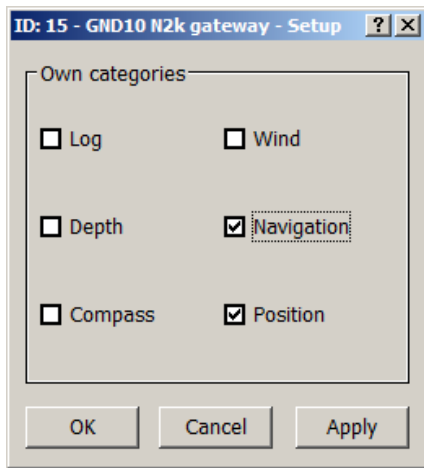 ID: 15 - GND10 N2k gateway - Setup ? ×
Own categories
Log Wind
Depth Navigation
Compass Position
OK Cancel Apply